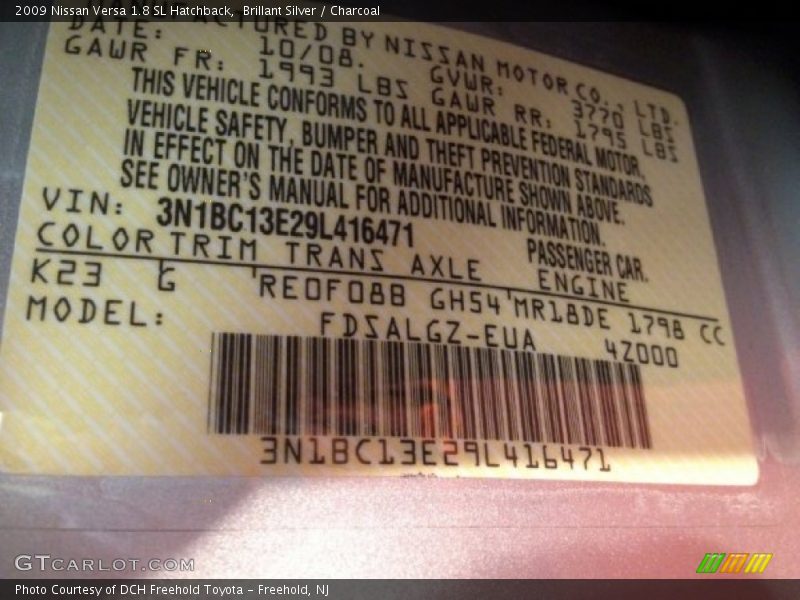 2009 Nissan Versa 1.8 SL Hatchback, Brillant Silver / Charcoal
MANUFACTURED BY NISSAN MOTOR CO., LTD.
DATE: 10/08. GVWR: 3770 LBS
GAWR FR: 1993 LBS GAWR RR: 1795 LBS
THIS VEHICLE CONFORMS TO ALL APPLICABLE FEDERAL MOTOR
VEHICLE SAFETY, BUMPER AND THEFT PREVENTION STANDARDS
IN EFFECT ON THE DATE OF MANUFACTURE SHOWN ABOVE.
SEE OWNER'S MANUAL FOR ADDITIONAL INFORMATION.
VIN: 3N1BC13E29L416471 PASSENGER CAR.
COLOR TRIM TRANS AXLE ENGINE
K23 G RE0F08B GH54 MR18DE 1798 CC
MODEL: FDSALGZ-EUA 4Z000
3N1BC13E29L416471
GTCARLOT.COM
Photo Courtesy of DCH Freehold Toyota - Freehold, NJ